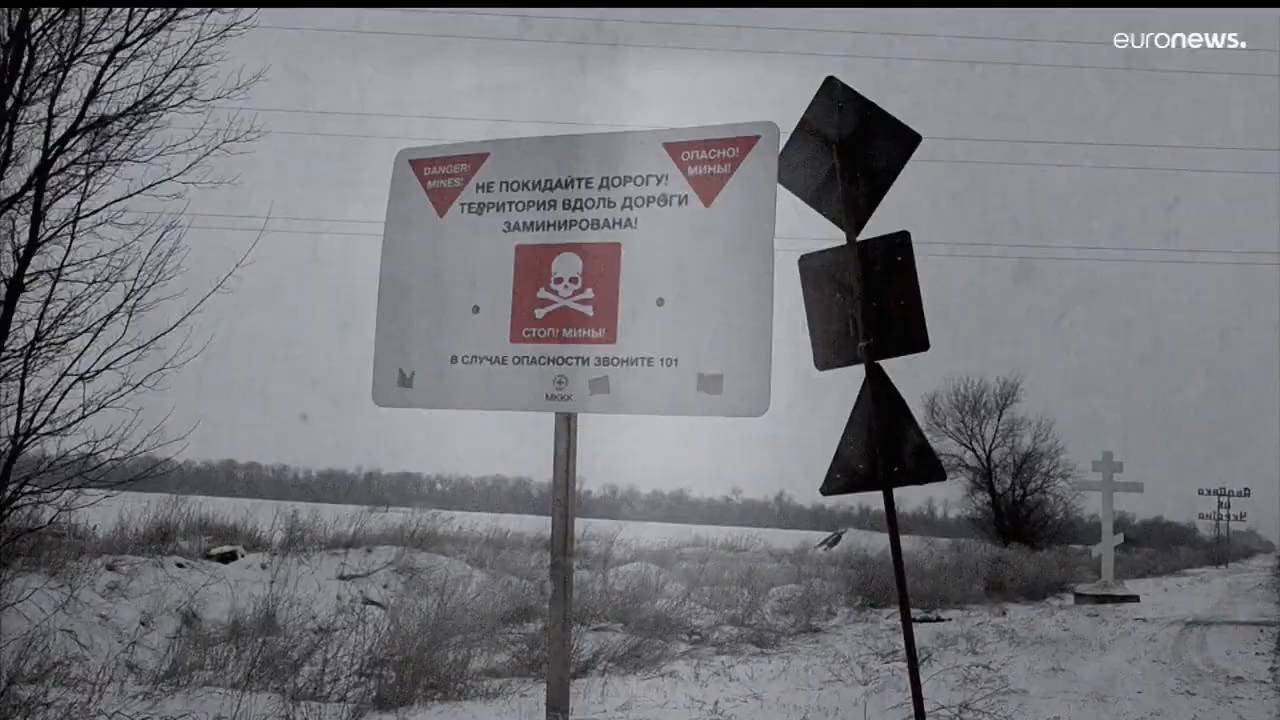 euronews.
DANGER!
MINES!
ОПАСНО!
МИНЫ!
НЕ ПОКИДАЙТЕ ДОРОГУ!
ТЕРРИТОРИЯ ВДОЛЬ ДОРОГИ
ЗАМИНИРОВАНА!
СТОП! МИНЫ!
В СЛУЧАЕ ОПАСНОСТИ ЗВОНИТЕ 101
МККК